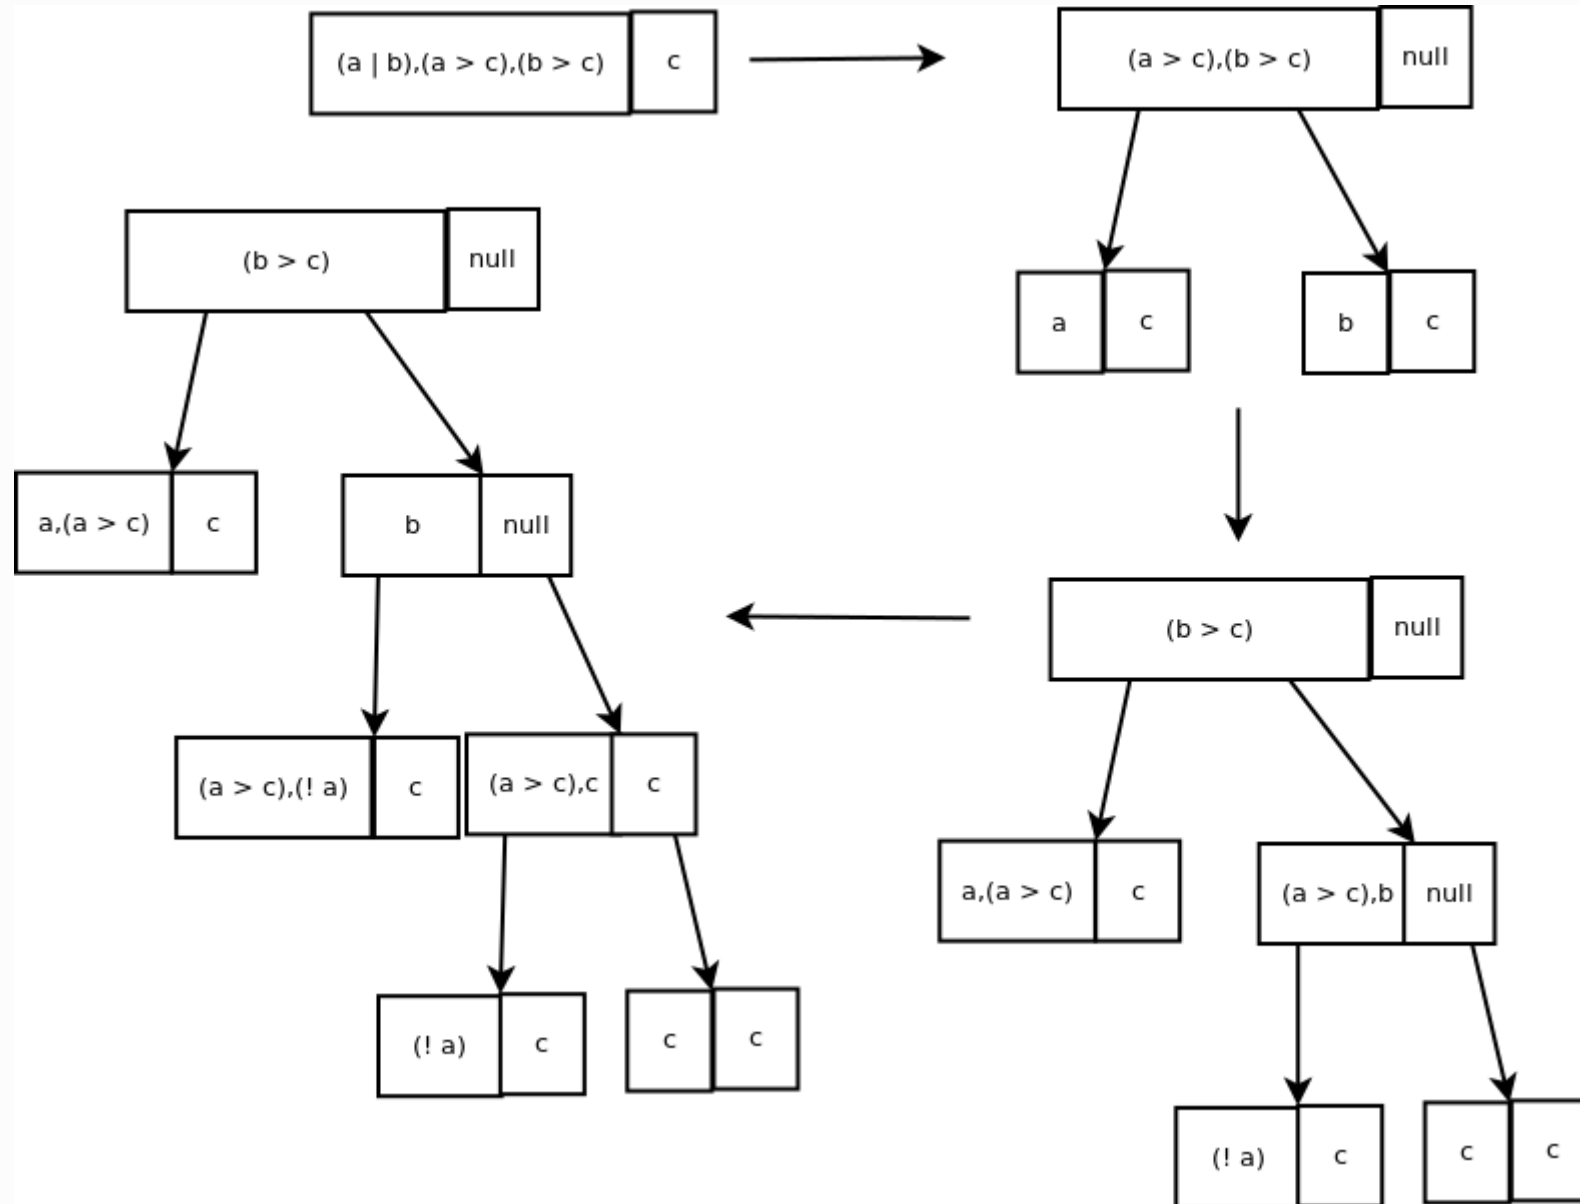 (a | b),(a > c),(b > c) c
(a > c),(b > c) null
a c
b c
(b > c) null
a,(a > c) c
(a > c),b null
(! a) c
c c
(b > c) null
a,(a > c) c
b null
(a > c),(! a) c
(a > c),c c
(! a) c
c c